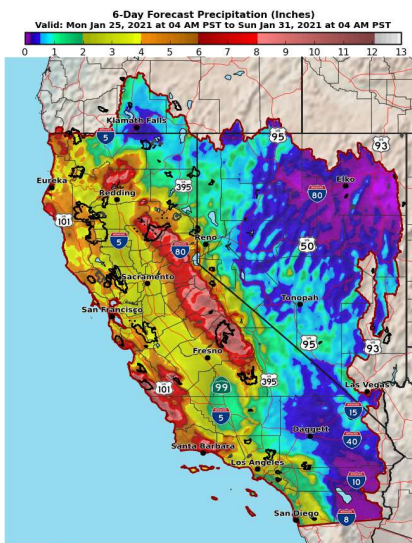 6-Day Forecast Precipitation (Inches)
Valid: Mon Jan 25, 2021 at 04 AM PST to Sun Jan 31, 2021 at 04 AM PST
0 1 2 3 4 5 6 7 8 9 10 11 12 13
Klamath Falls
5
95
93
Eureka
Redding
395
80
Elko
101
5
Reno
80
50
Sacramento
San Francisco
Tonopah
Fresno
95
93
99
395
Las Vegas
101
5
15
Daggett
40
Santa Barbara
Los Angeles
10
San Diego
8